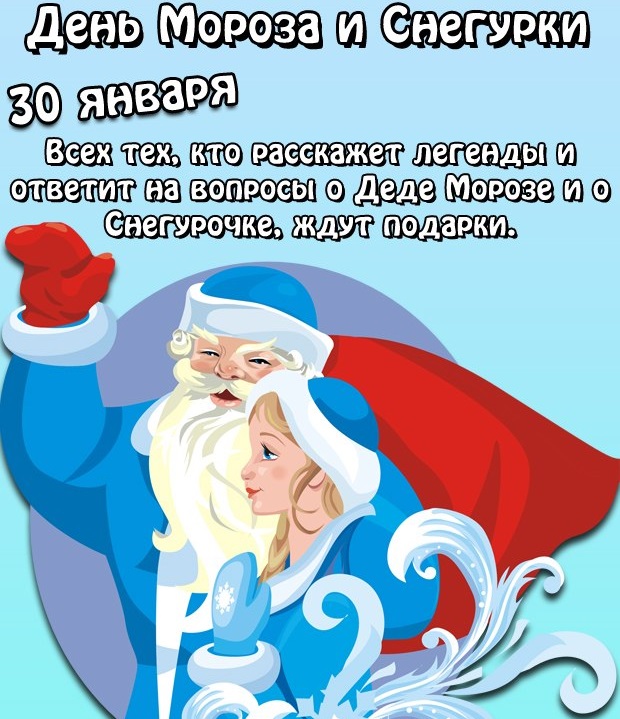 День Мороза и Снегурки
30 января
Всех тех, кто расскажет легенды и
ответит на вопросы о Деде Морозе и о
Снегурочке, ждут подарки.